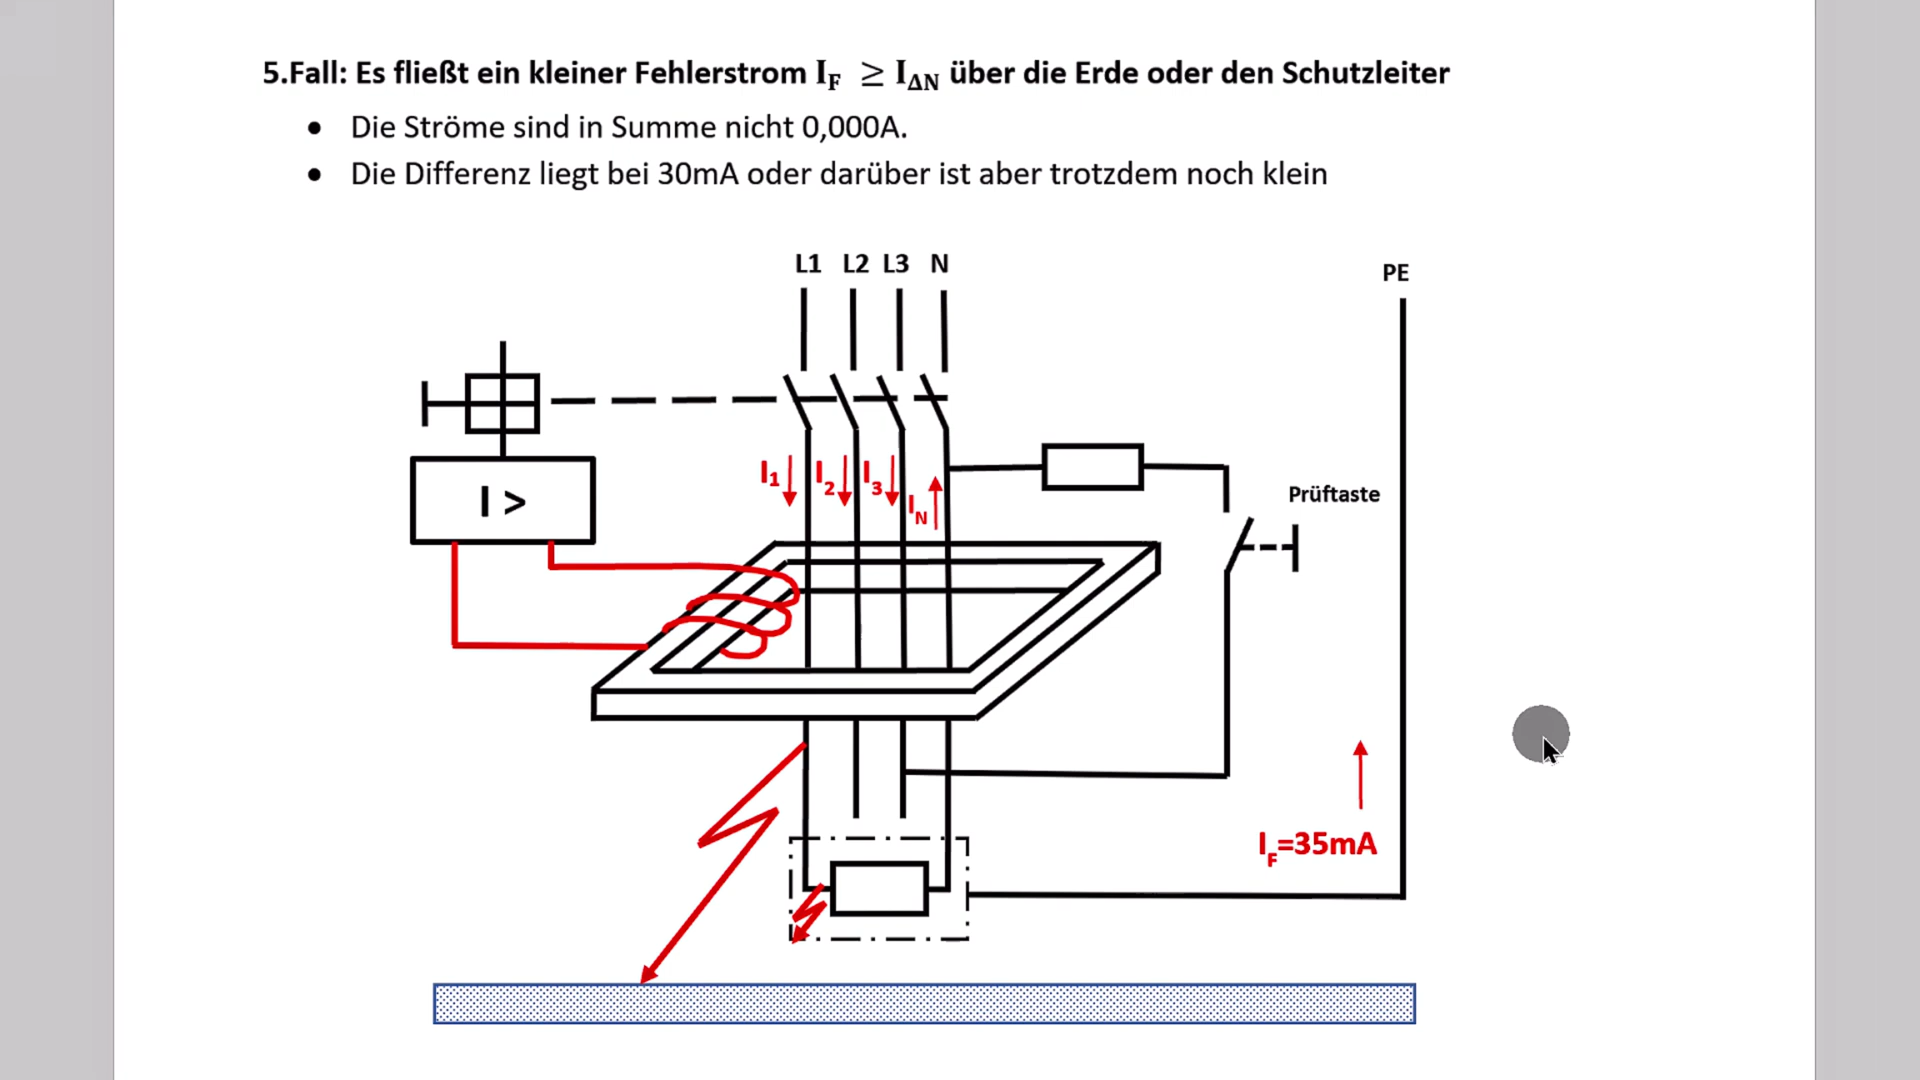 5.Fall: Es fließt ein kleiner Fehlerstrom I_F ≥ I_ΔN über die Erde oder den Schutzleiter
• Die Ströme sind in Summe nicht 0,000A.
• Die Differenz liegt bei 30mA oder darüber ist aber trotzdem noch klein
L1 L2 L3 N
PE
I1 I2 I3
IN
I >
Prüftaste
I_F=35mA